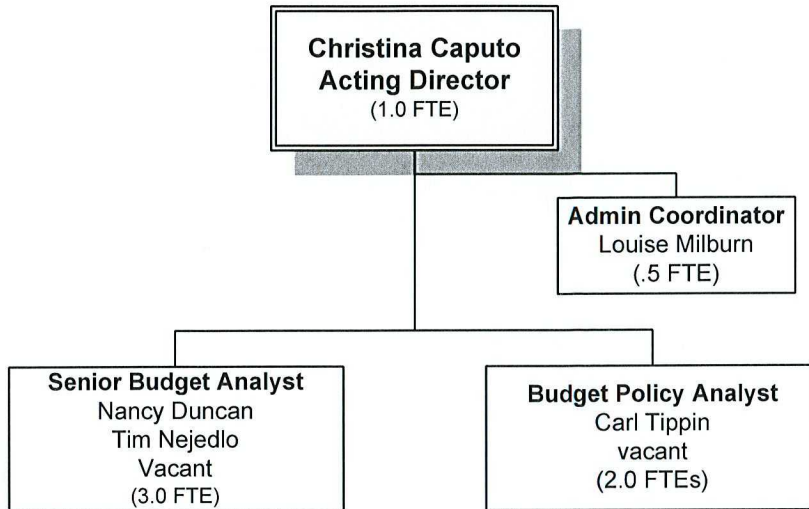 Christina Caputo
Acting Director
(1.0 FTE)
Admin Coordinator
Louise Milburn
(.5 FTE)
Senior Budget Analyst
Nancy Duncan
Tim Nejedlo
Vacant
(3.0 FTE)
Budget Policy Analyst
Carl Tippin
vacant
(2.0 FTEs)